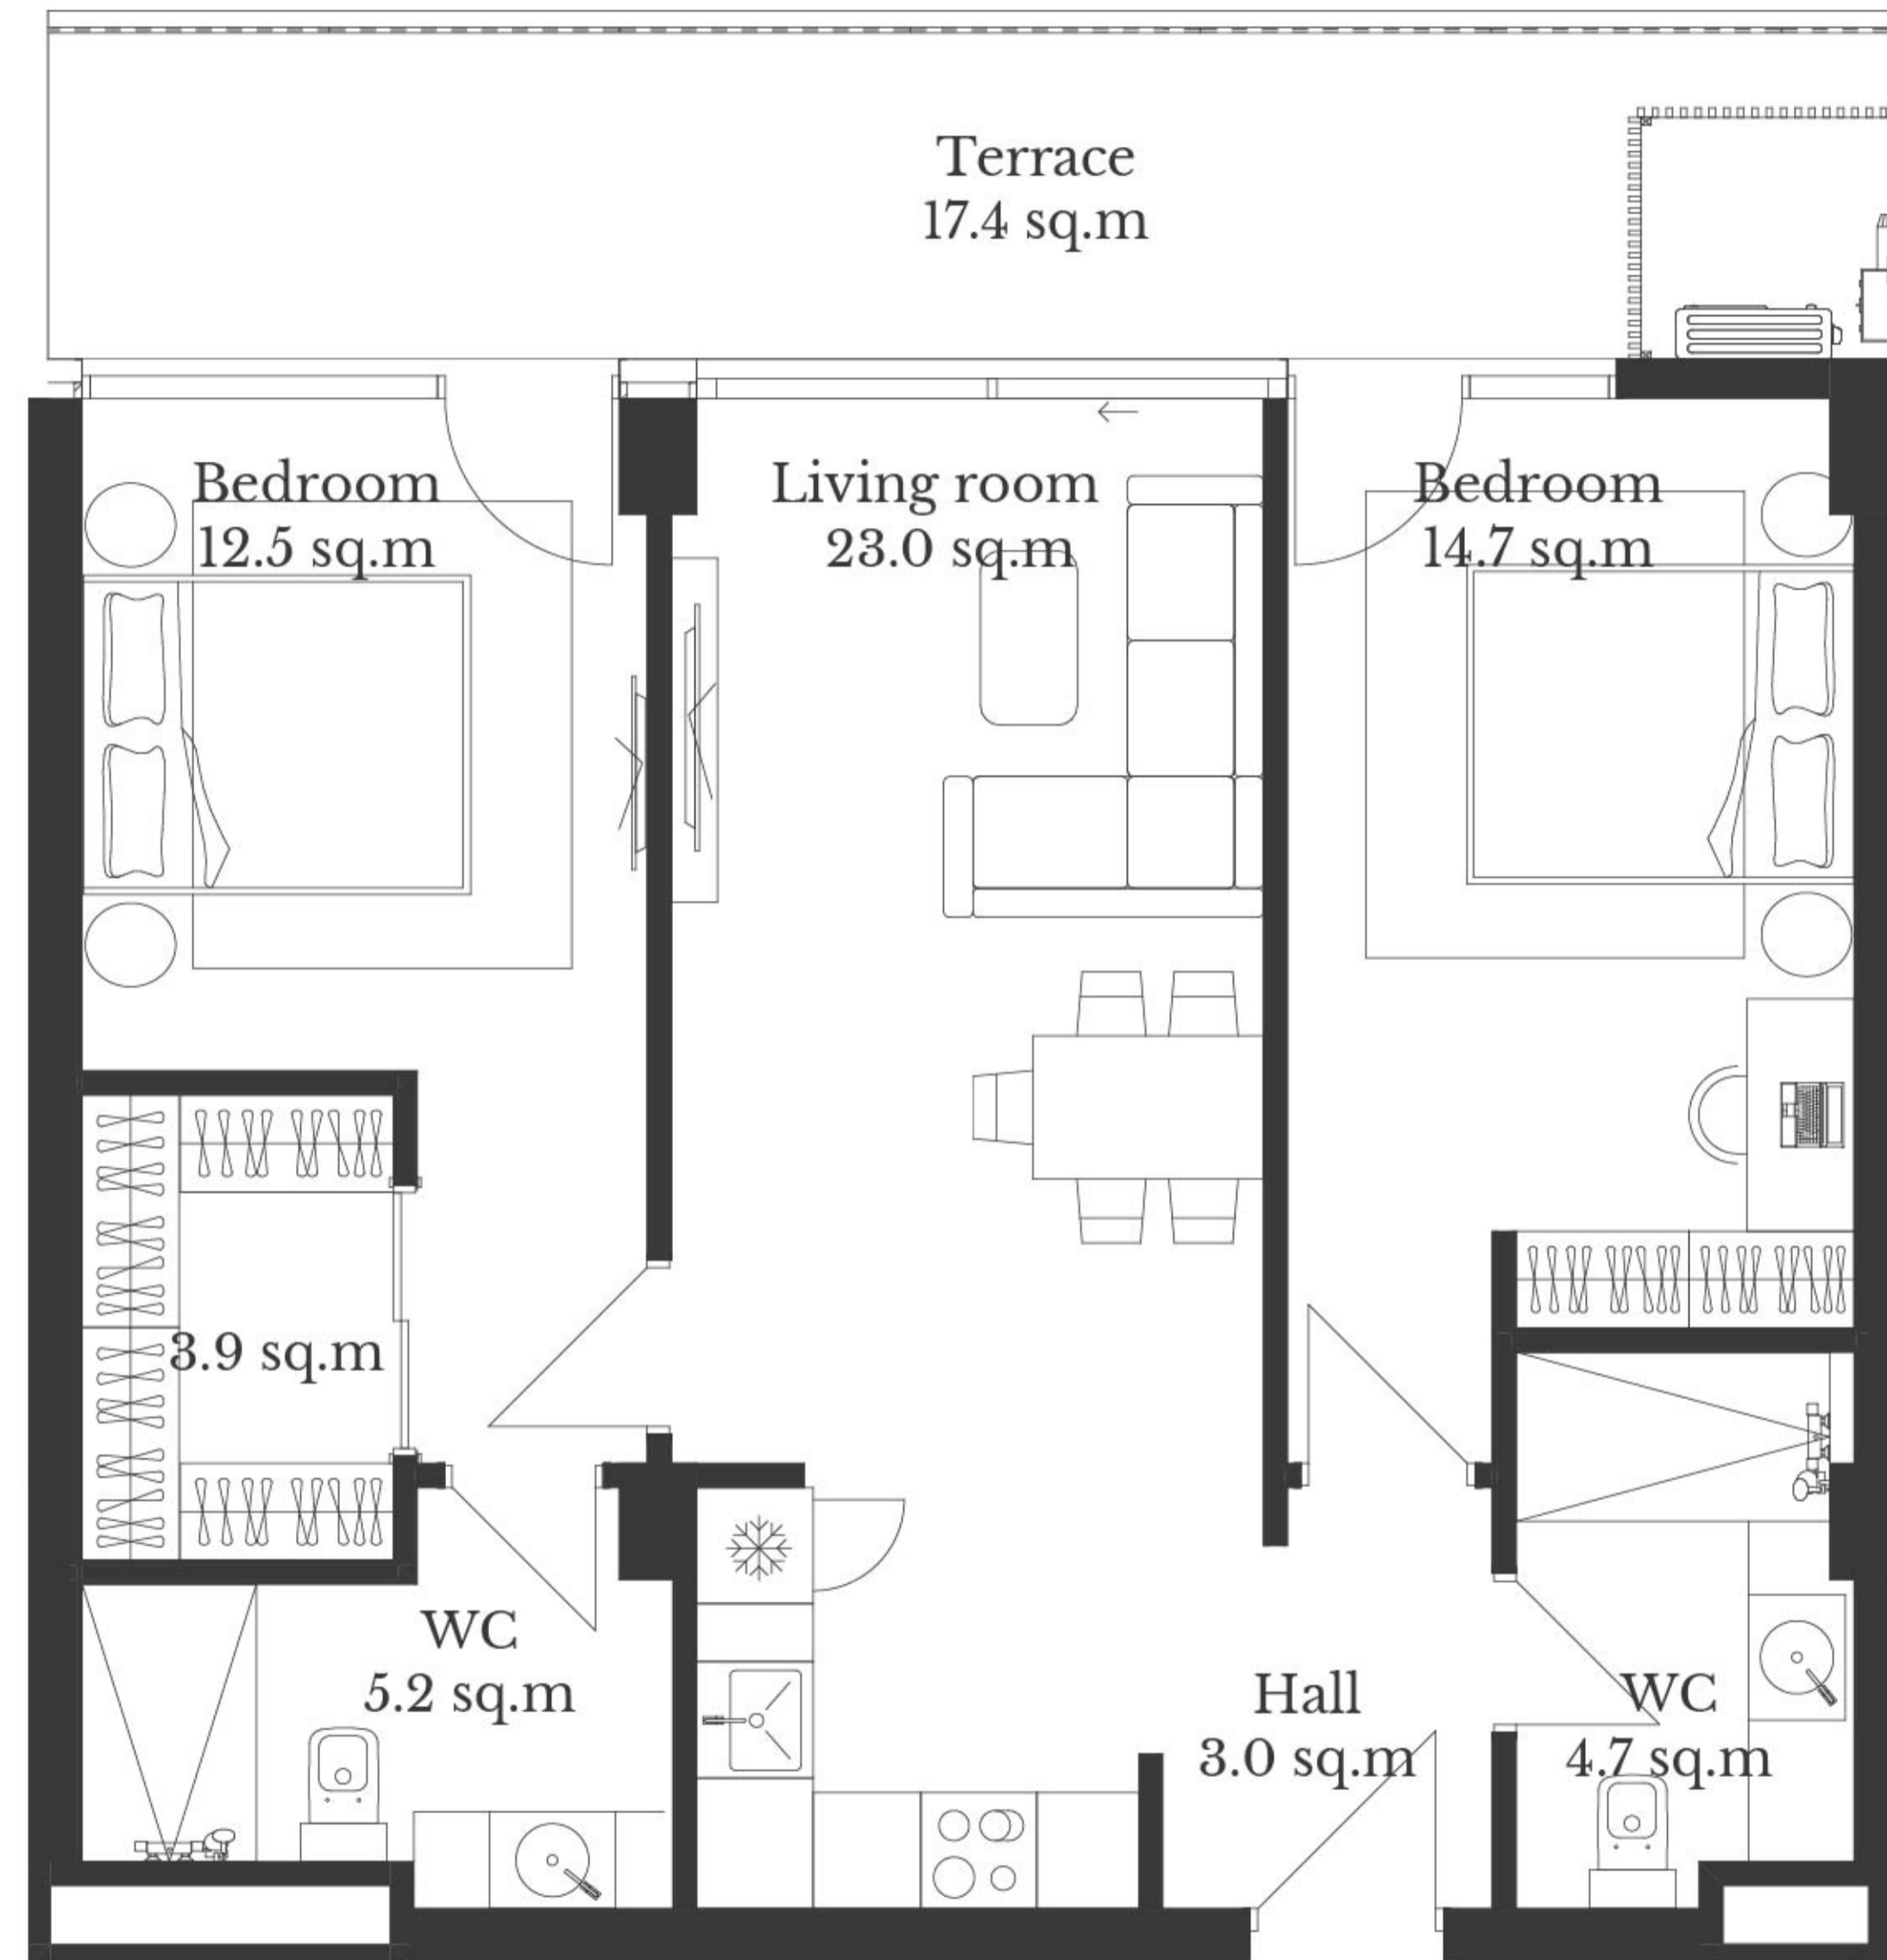 Terrace
17.4 sq.m
Bedroom
12.5 sq.m
Living room
23.0 sq.m
Bedroom
14.7 sq.m
3.9 sq.m
WC
5.2 sq.m
Hall
3.0 sq.m
WC
4.7 sq.m